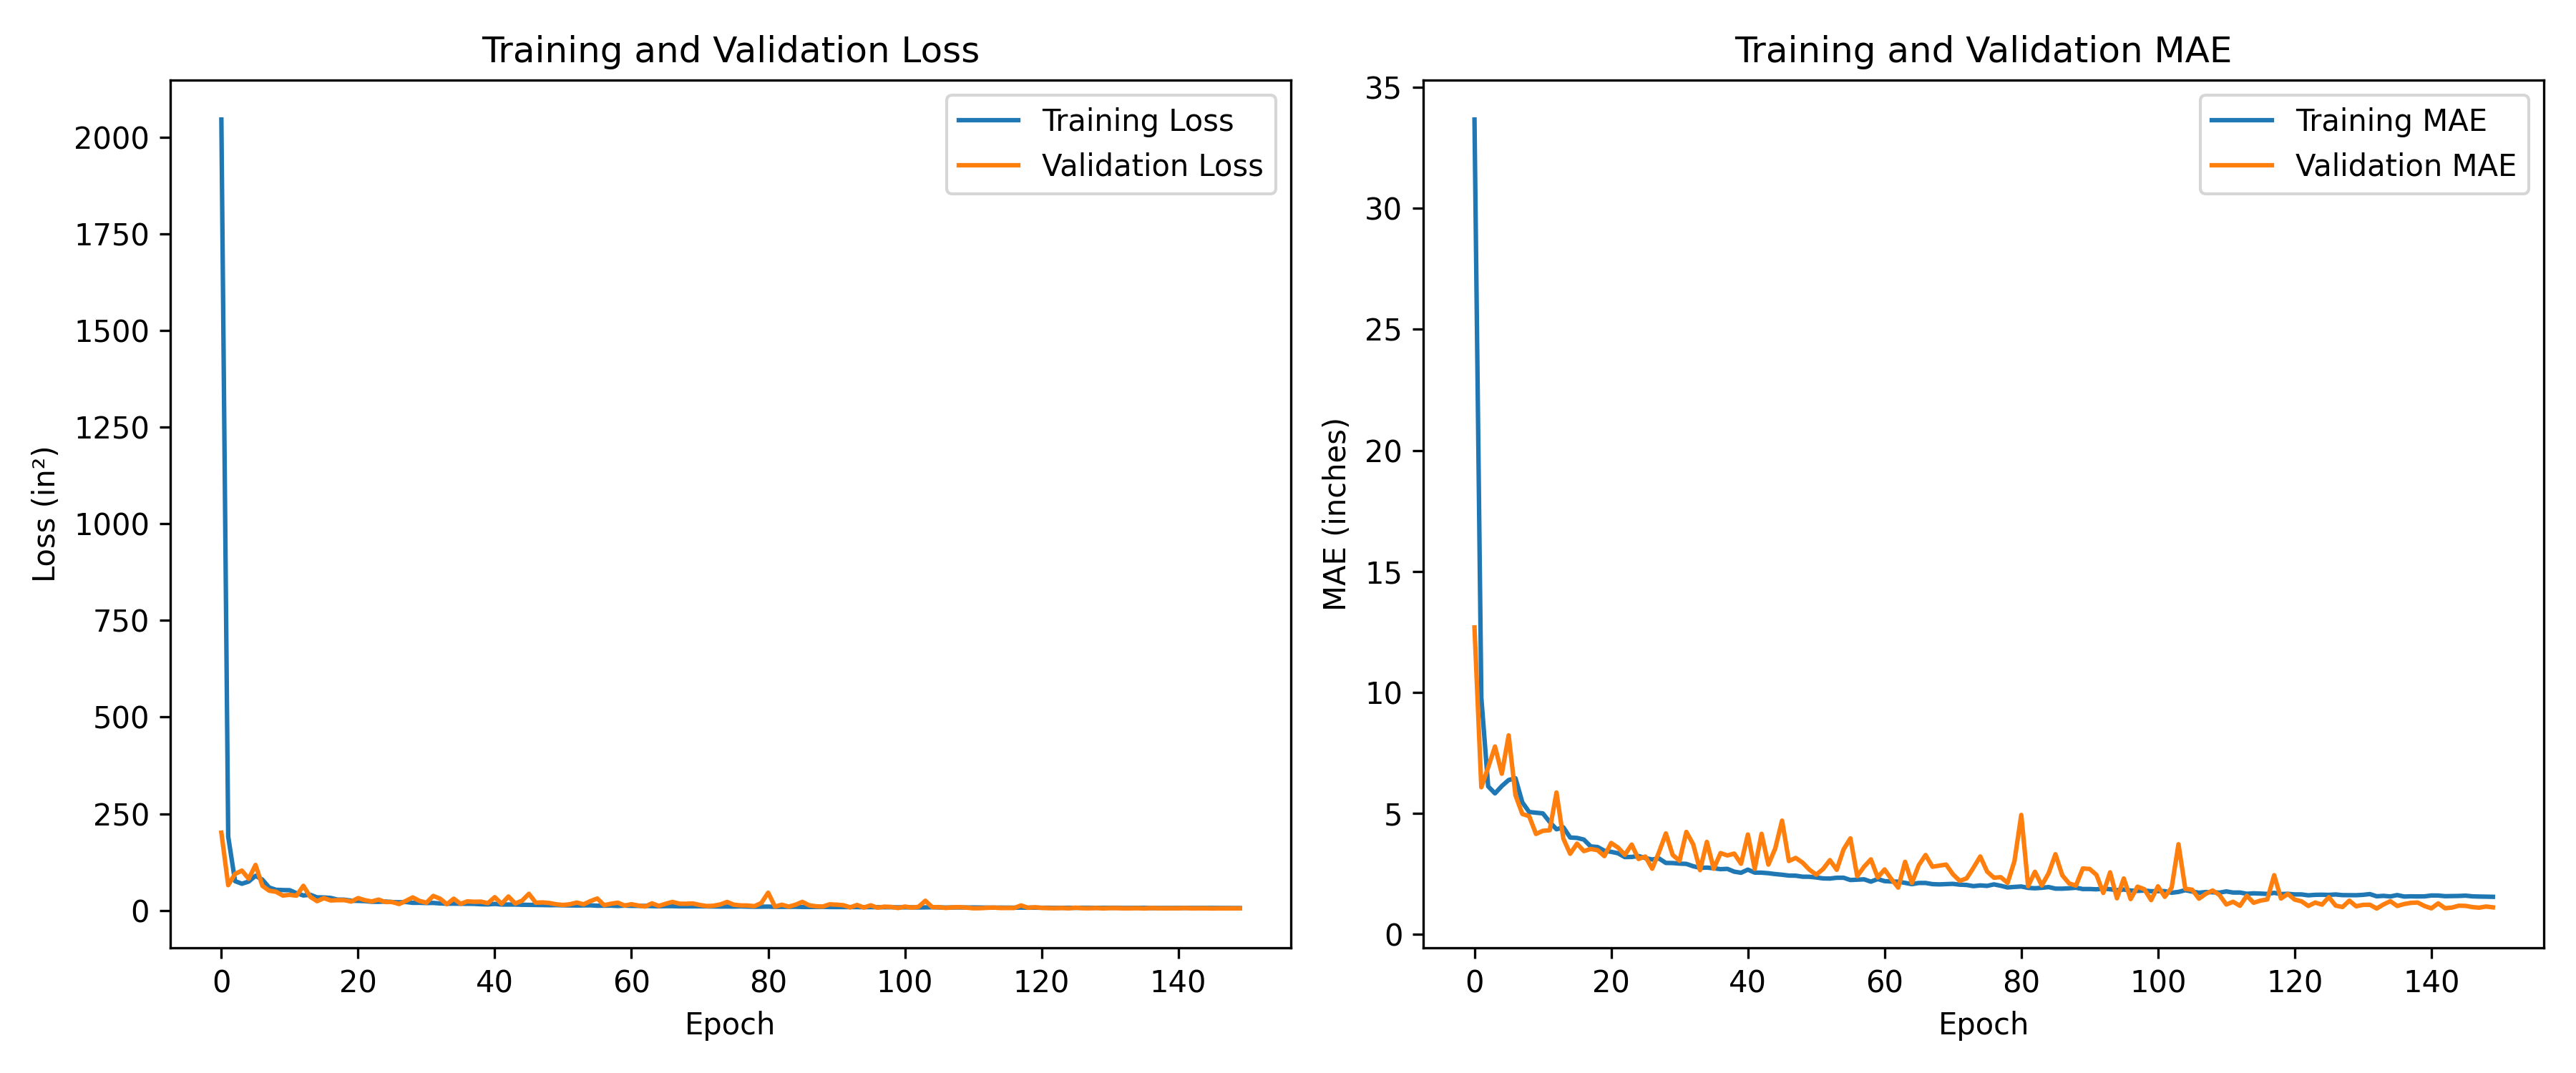 Training and Validation Loss
Training Loss
Validation Loss
2000
1750
1500
1250
1000
750
500
250
0
Loss (in²)
0 20 40 60 80 100 120 140
Epoch
Training and Validation MAE
Training MAE
Validation MAE
35
30
25
20
15
10
5
0
MAE (inches)
0 20 40 60 80 100 120 140
Epoch